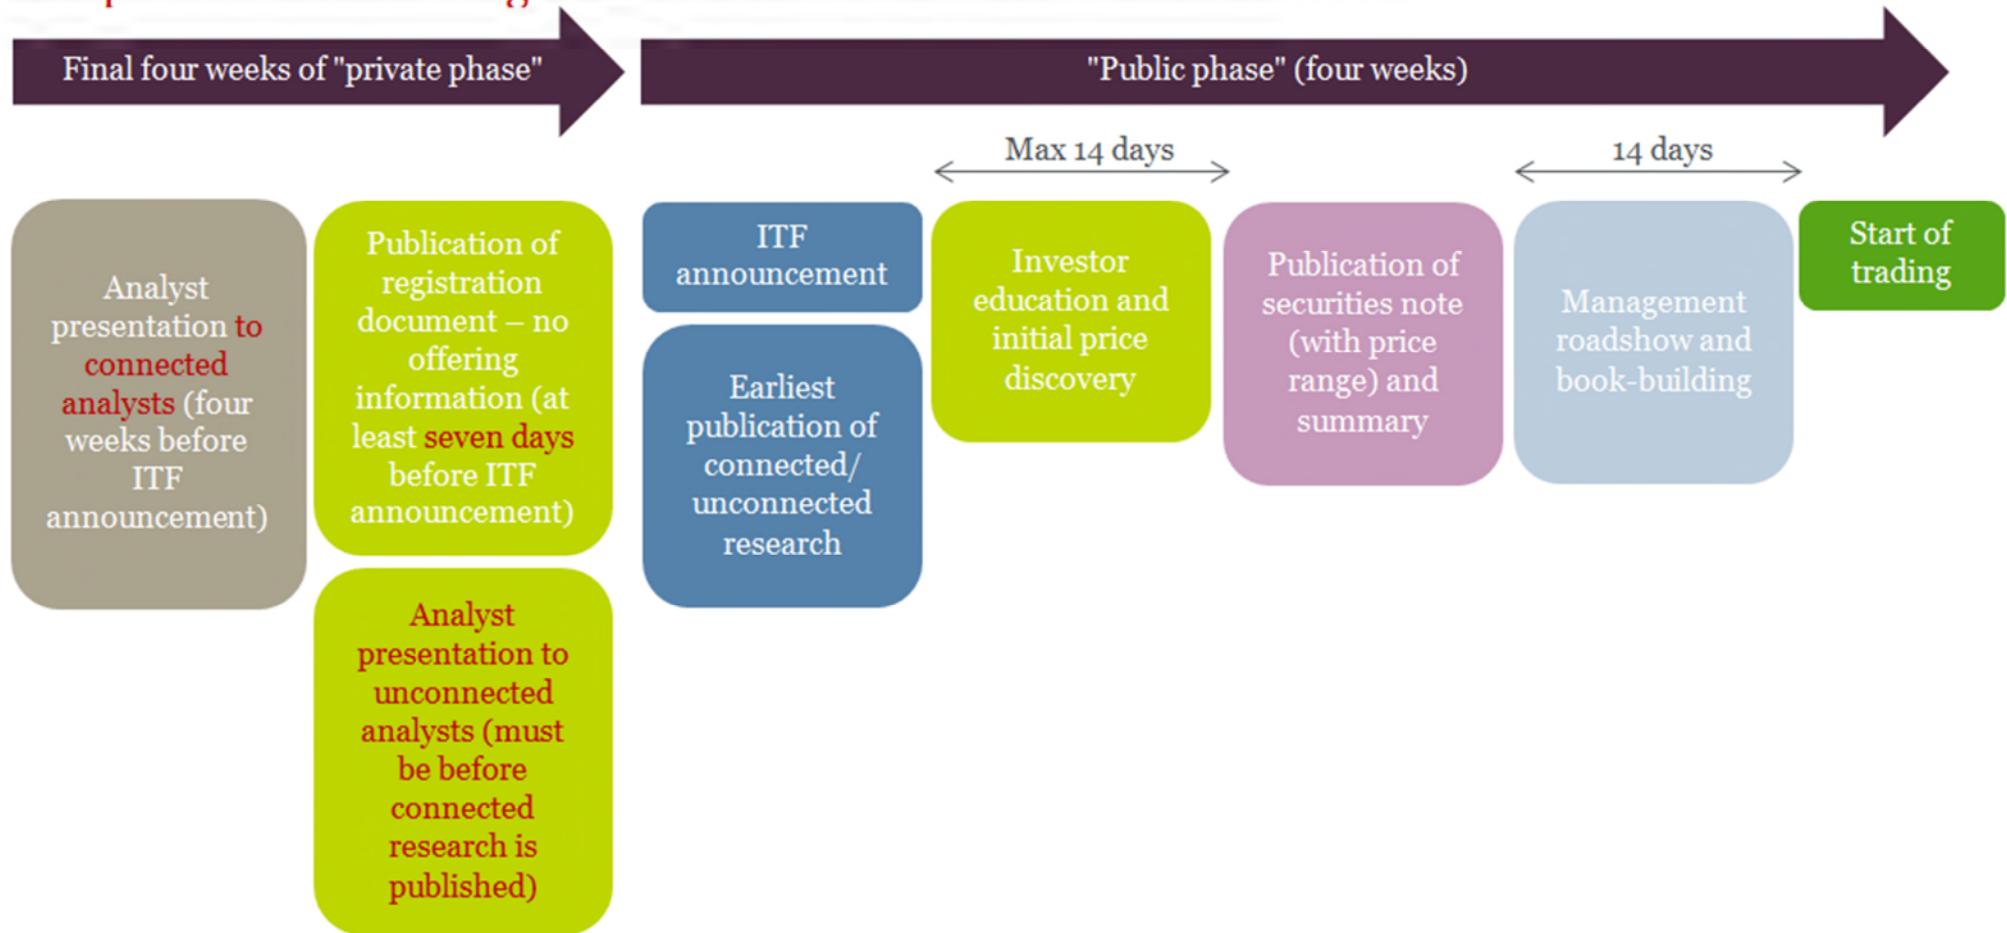 Final four weeks of "private phase"
"Public phase" (four weeks)
Max 14 days
14 days
Analyst
presentation to
connected
analysts (four
weeks before
ITF
announcement)
Publication of
registration
document – no
offering
information (at
least seven days
before ITF
announcement)
Analyst
presentation to
unconnected
analysts (must
be before
connected
research is
published)
ITF
announcement
Earliest
publication of
connected/
unconnected
research
Investor
education and
initial price
discovery
Publication of
securities note
(with price
range) and
summary
Management
roadshow and
book-building
Start of
trading